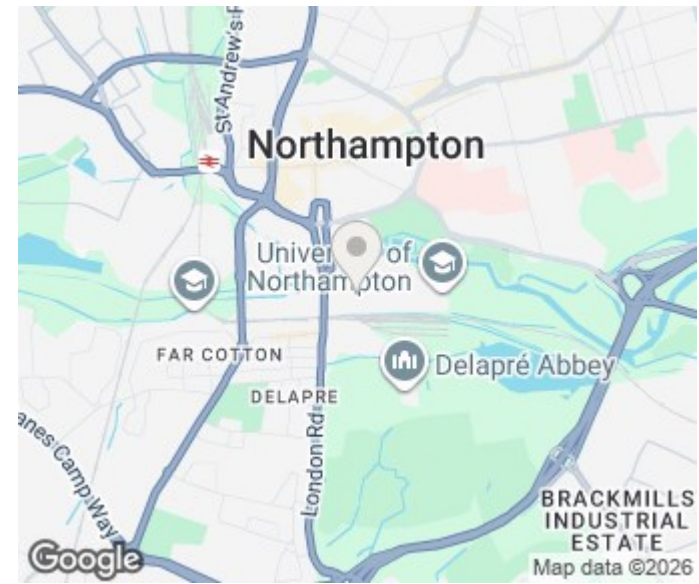 St Andrew's R
Northampton
University of
Northampton
FAR COTTON
Delapré Abbey
DELAPRE
London Rd
anes Camp Way
BRACKMILLS
INDUSTRIAL
ESTATE
Google
Map data ©2026